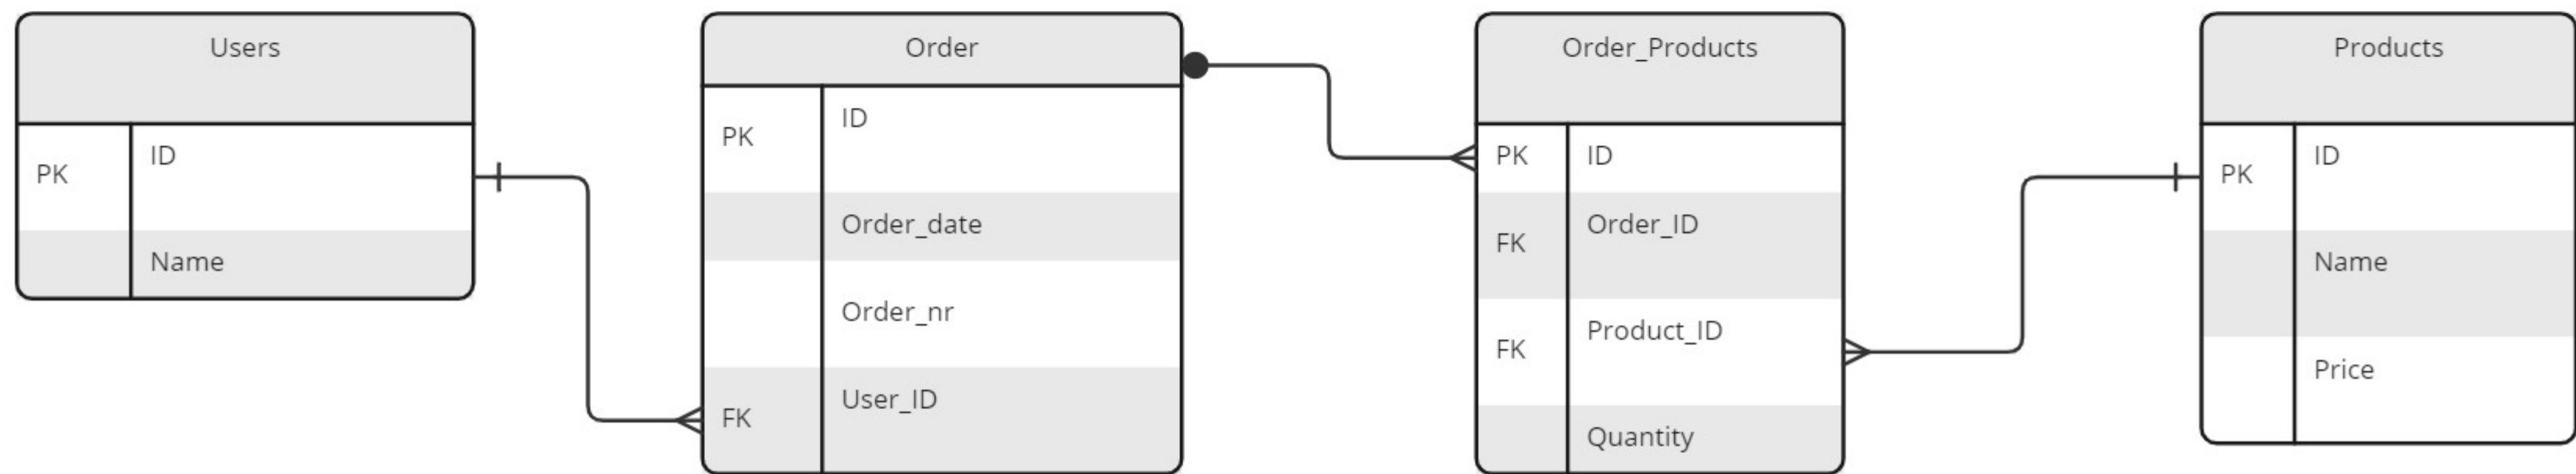 Users
PK ID
Name
Order
PK ID
Order_date
Order_nr
FK User_ID
Order_Products
PK ID
FK Order_ID
FK Product_ID
Quantity
Products
PK ID
Name
Price